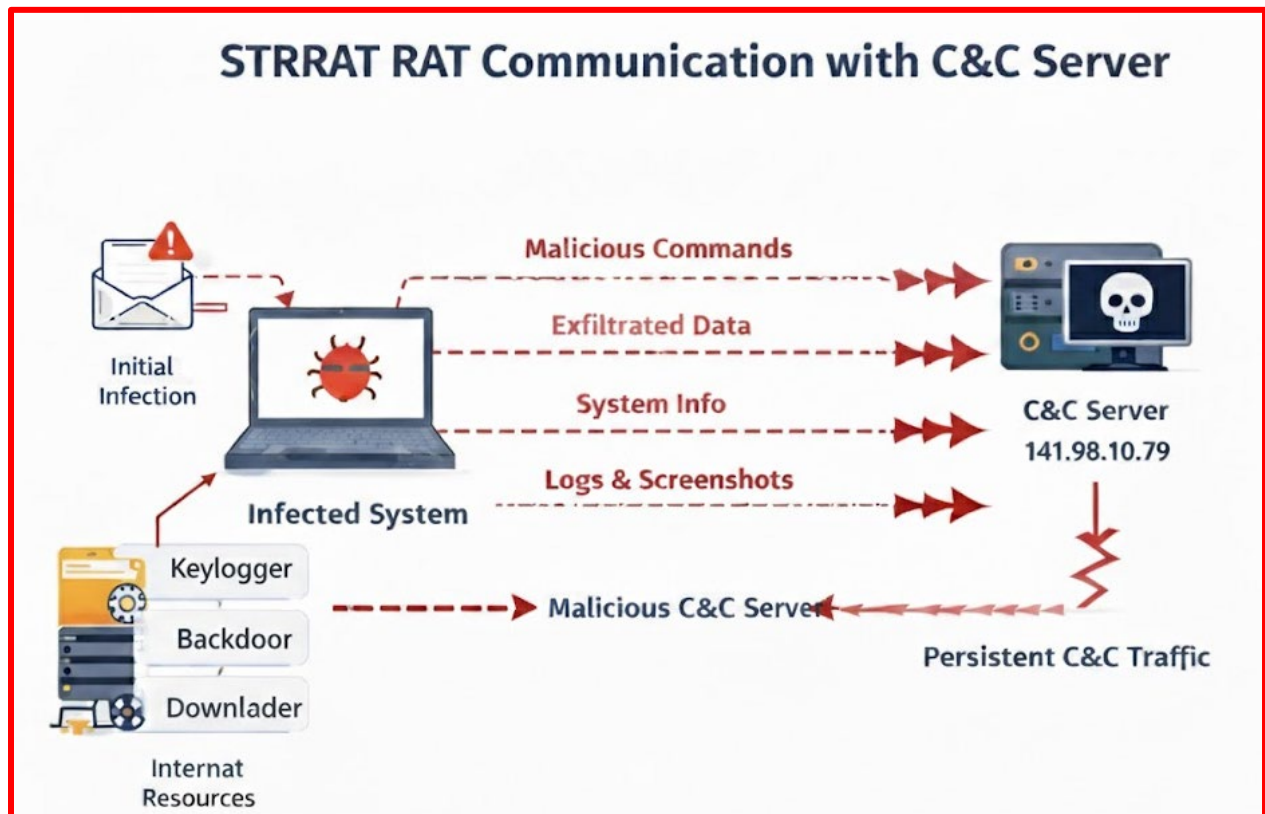 STRRAT RAT Communication with C&C Server
Malicious Commands
Exfiltrated Data
Initial
Infection
System Info
C&C Server
141.98.10.79
Logs & Screenshots
Infected System
Keylogger
Backdoor
Downlader
Malicious C&C Server
Persistent C&C Traffic
Internat
Resources